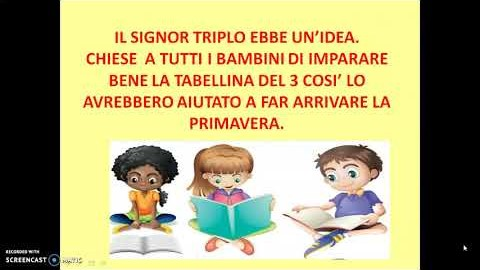 IL SIGNOR TRIPLO EBBE UN'IDEA.
CHIESE A TUTTI I BAMBINI DI IMPARARE
BENE LA TABELLINA DEL 3 COSI' LO
AVREBBERO AIUTATO A FAR ARRIVARE LA
PRIMAVERA.
RECORDED WITH
SCREENCAST MATIC